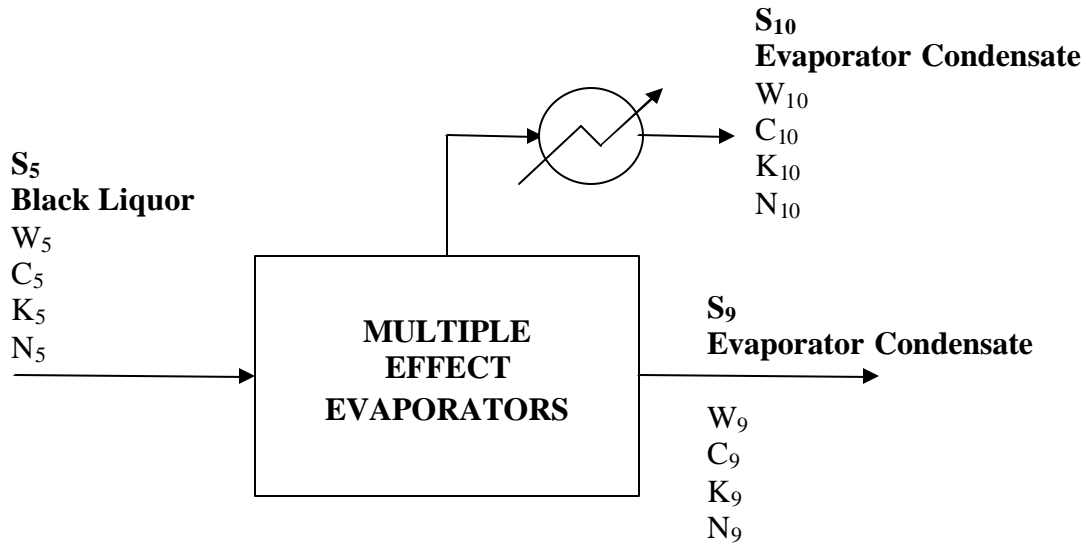 S₁₀
Evaporator Condensate
W₁₀
C₁₀
K₁₀
N₁₀
S₅
Black Liquor
W₅
C₅
K₅
N₅
MULTIPLE
EFFECT
EVAPORATORS
S₉
Evaporator Condensate
W₉
C₉
K₉
N₉